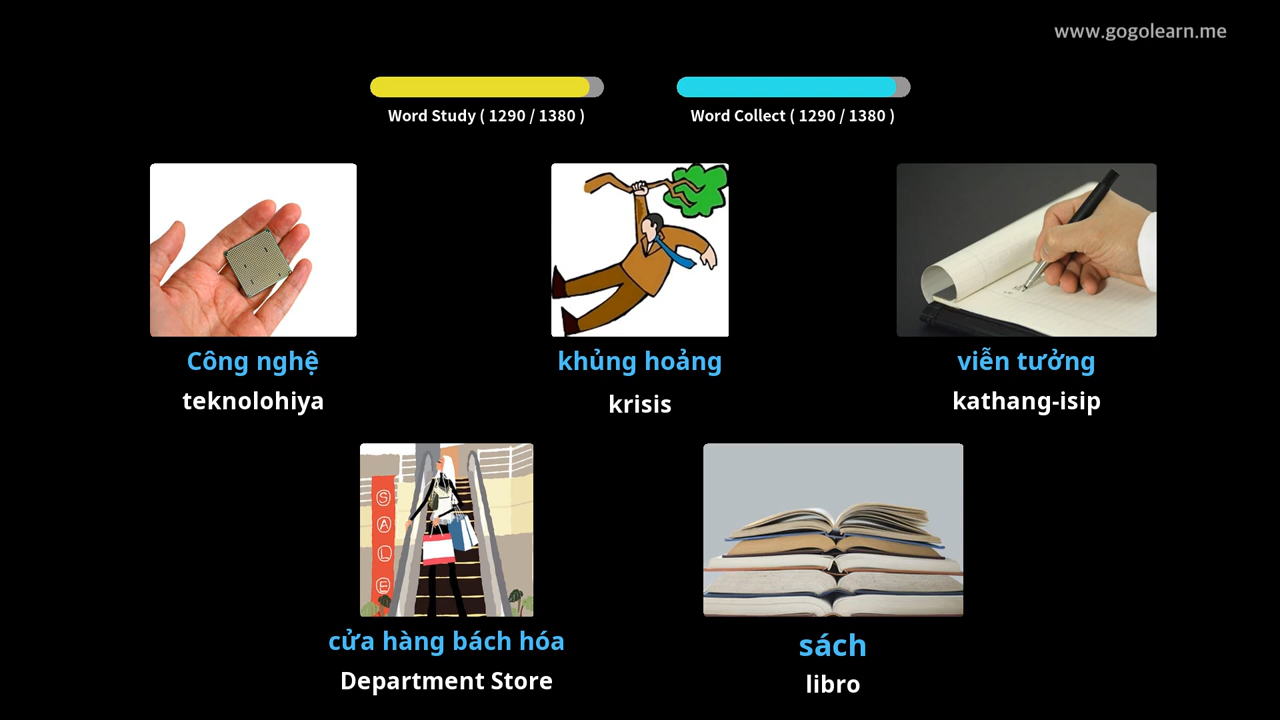 www.gogolearn.me
Word Study ( 1290 / 1380 )
Word Collect ( 1290 / 1380 )
Công nghệ
teknolohiya
khủng hoảng
krisis
viễn tưởng
kathang-isip
SALE
cửa hàng bách hóa
Department Store
sách
libro